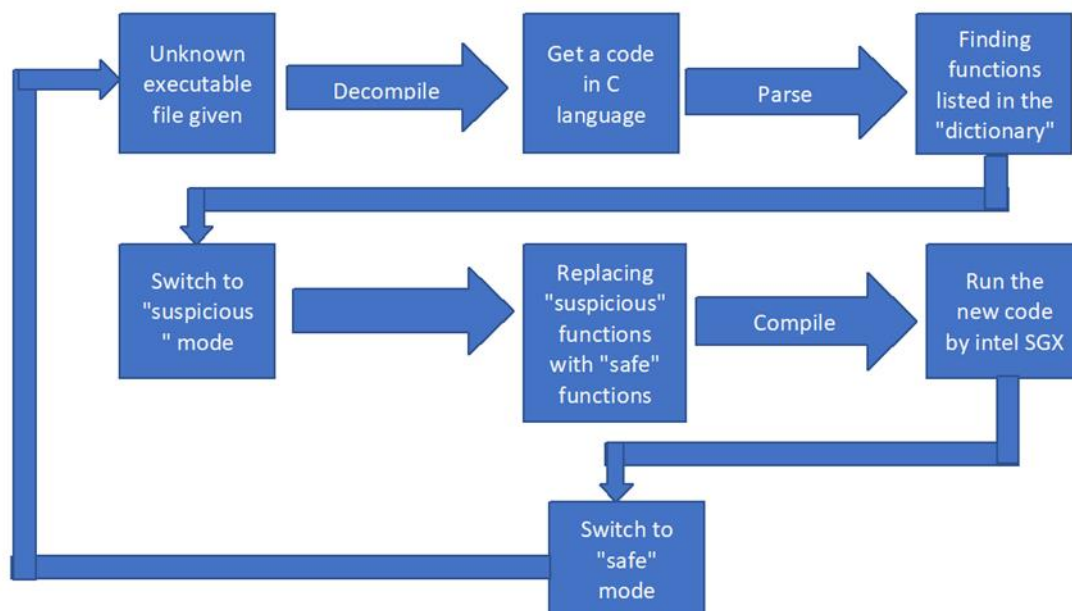 Unknown
executable
file given
Decompile
Get a code
in C
language
Parse
Finding
functions
listed in the
"dictionary"
Switch to
"suspicious
" mode
Replacing
"suspicious"
functions
with "safe"
functions
Compile
Run the
new code
by intel SGX
Switch to
"safe"
mode